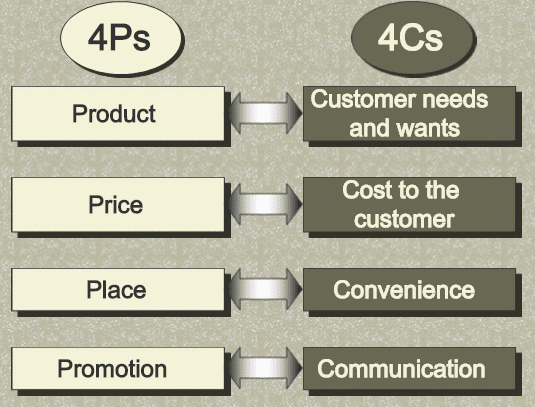 4Ps
4Cs
Product
Customer needs
and wants
Price
Cost to the
customer
Place
Convenience
Promotion
Communication